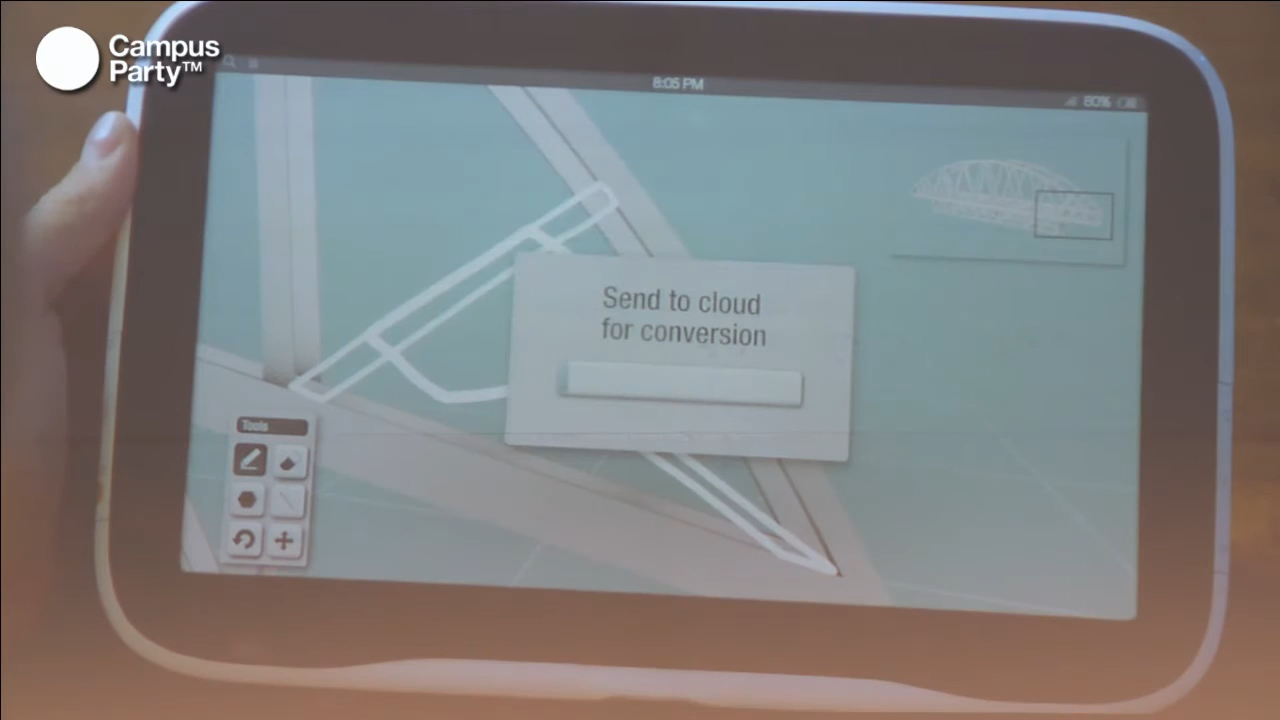 Campus
Party™
8:05 PM
80%
Send to cloud
for conversion
Tools